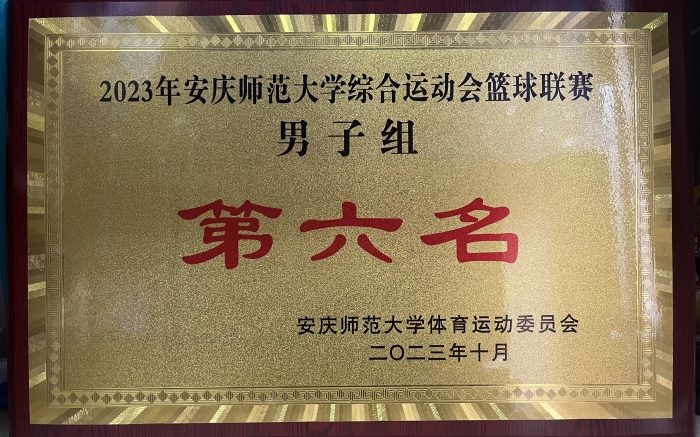 2023年安庆师范大学综合运动会篮球联赛
男子组
第六名
安庆师范大学体育运动委员会
二〇二三年十月